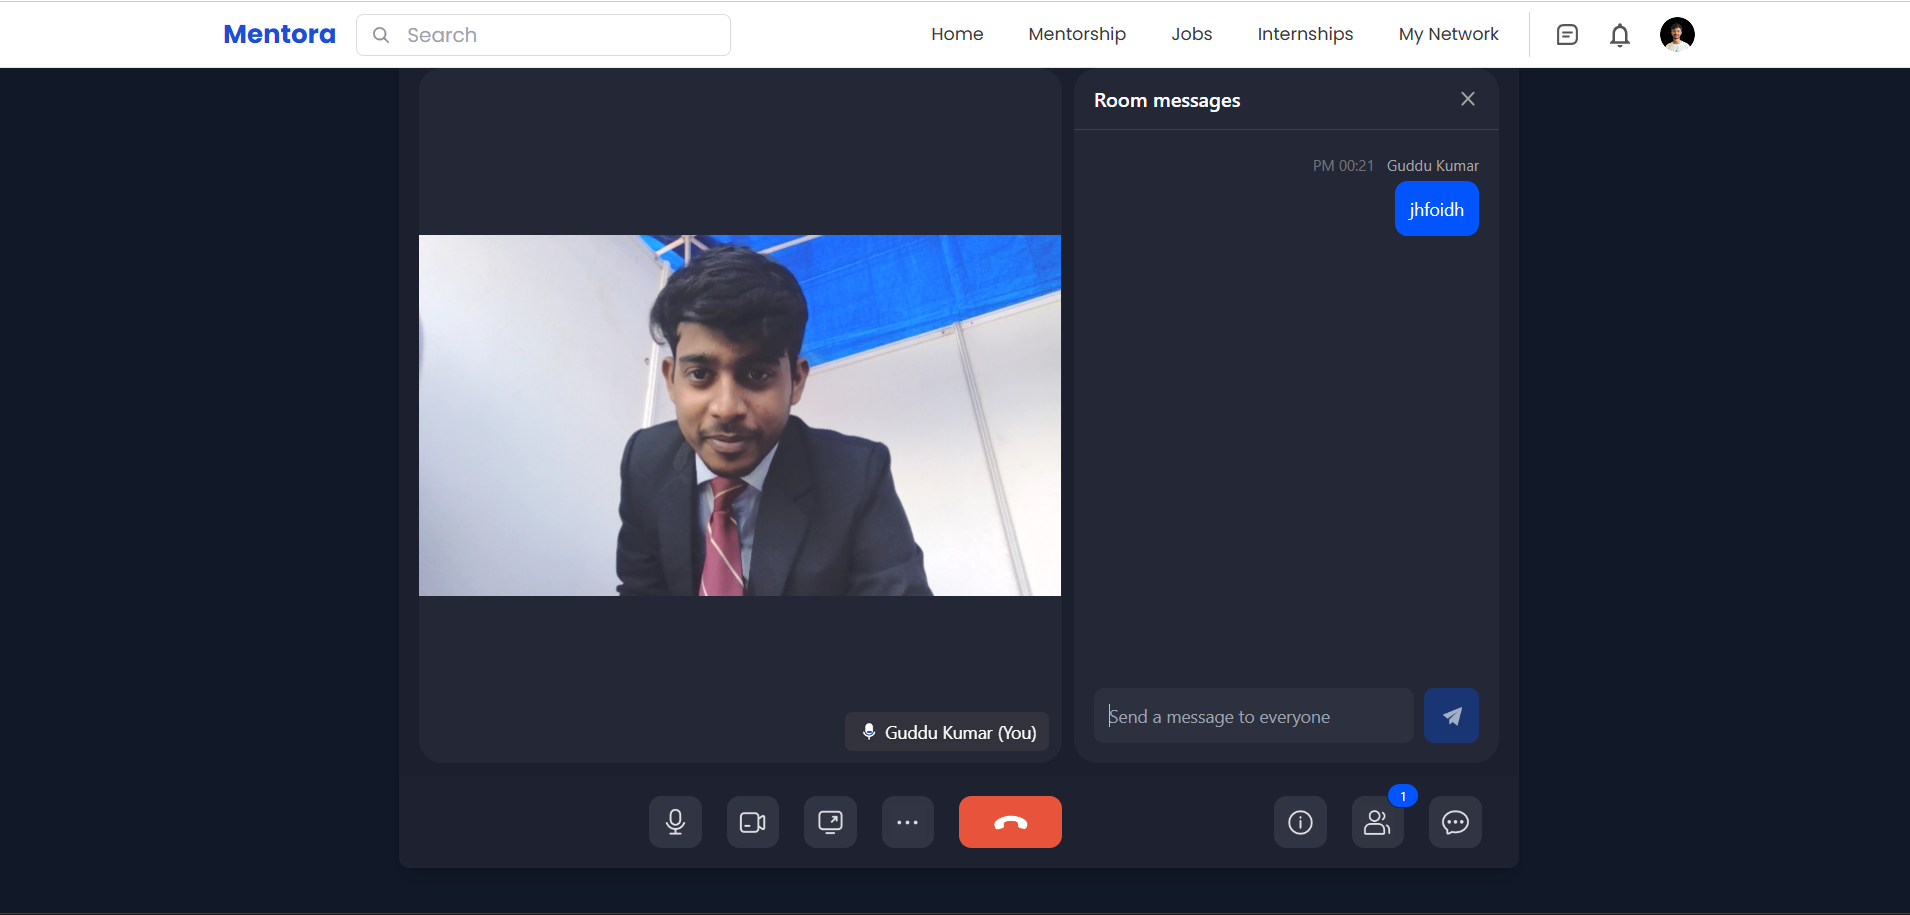 Mentora
Search
Home
Mentorship
Jobs
Internships
My Network
Room messages
PM 00:21 Guddu Kumar
jhfoidh
Send a message to everyone
Guddu Kumar (You)
1